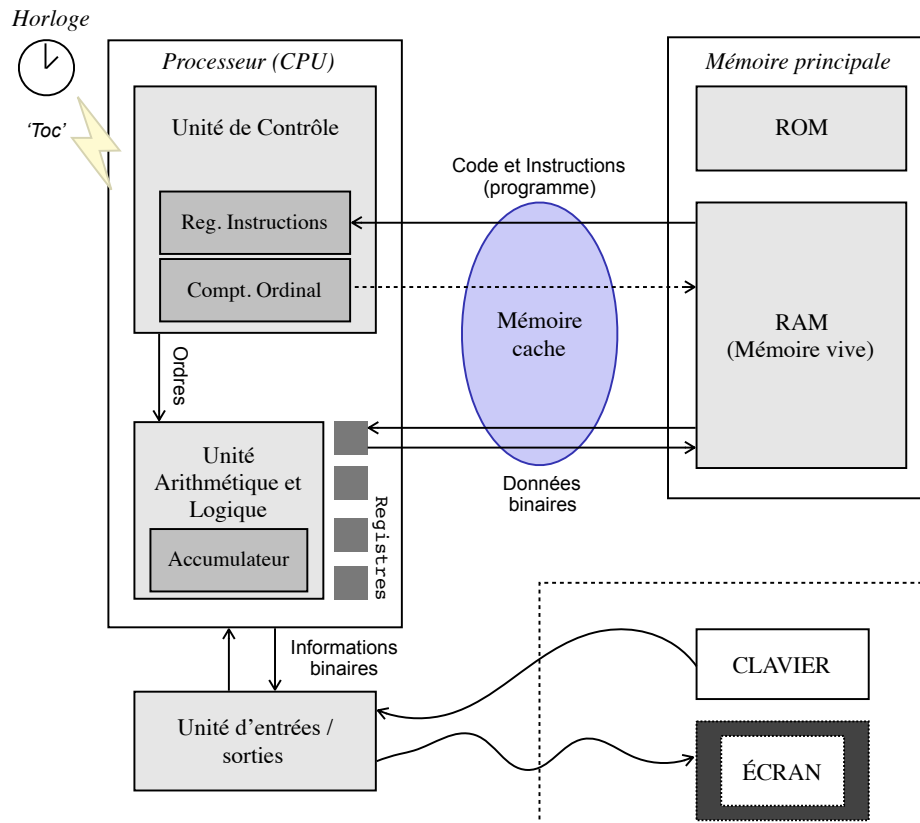 Horloge
'Toc'
Processeur (CPU)
Unité de Contrôle
Reg. Instructions
Compt. Ordinal
Ordres
Unité
Arithmétique et
Logique
Accumulateur
Registres
Code et Instructions
(programme)
Mémoire
cache
Données
binaires
Mémoire principale
ROM
RAM
(Mémoire vive)
Informations
binaires
Unité d'entrées /
sorties
CLAVIER
ÉCRAN